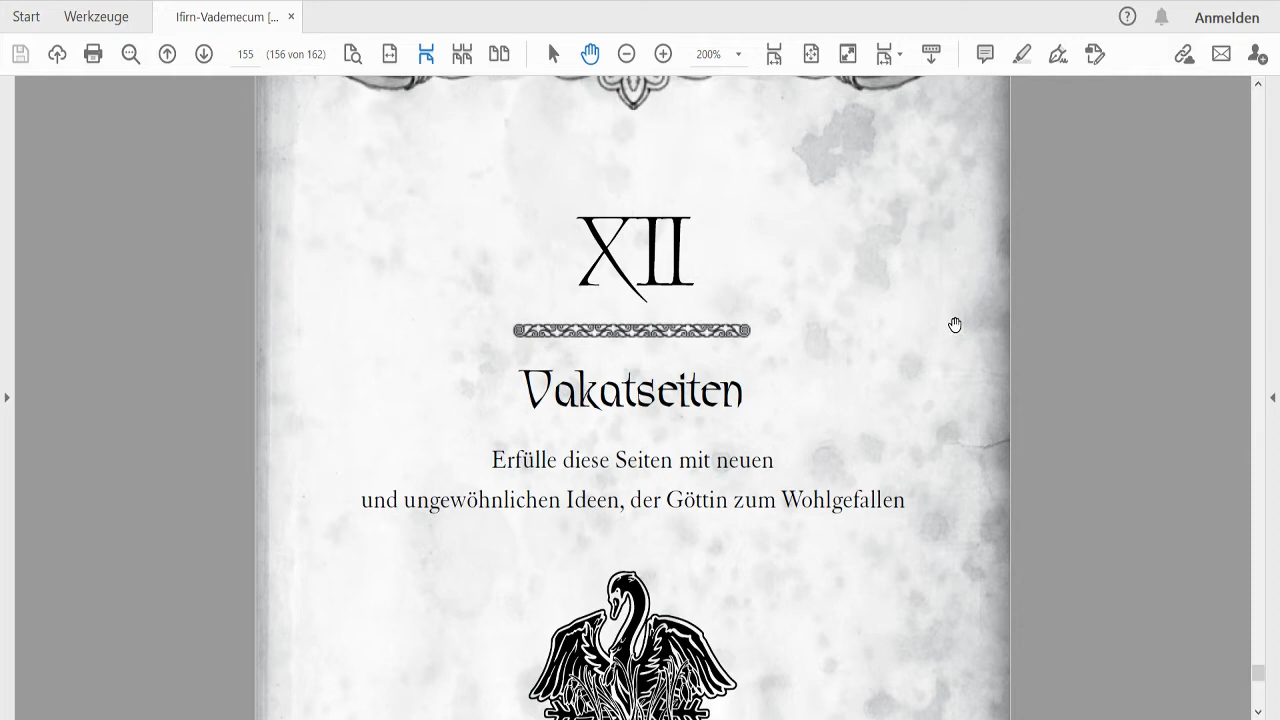 Start
Werkzeuge
Ifirn-Vademecum [... ×
Anmelden
155 (156 von 162)
200%
XII
Vakatseiten
Erfülle diese Seiten mit neuen
und ungewöhnlichen Ideen, der Göttin zum Wohlgefallen